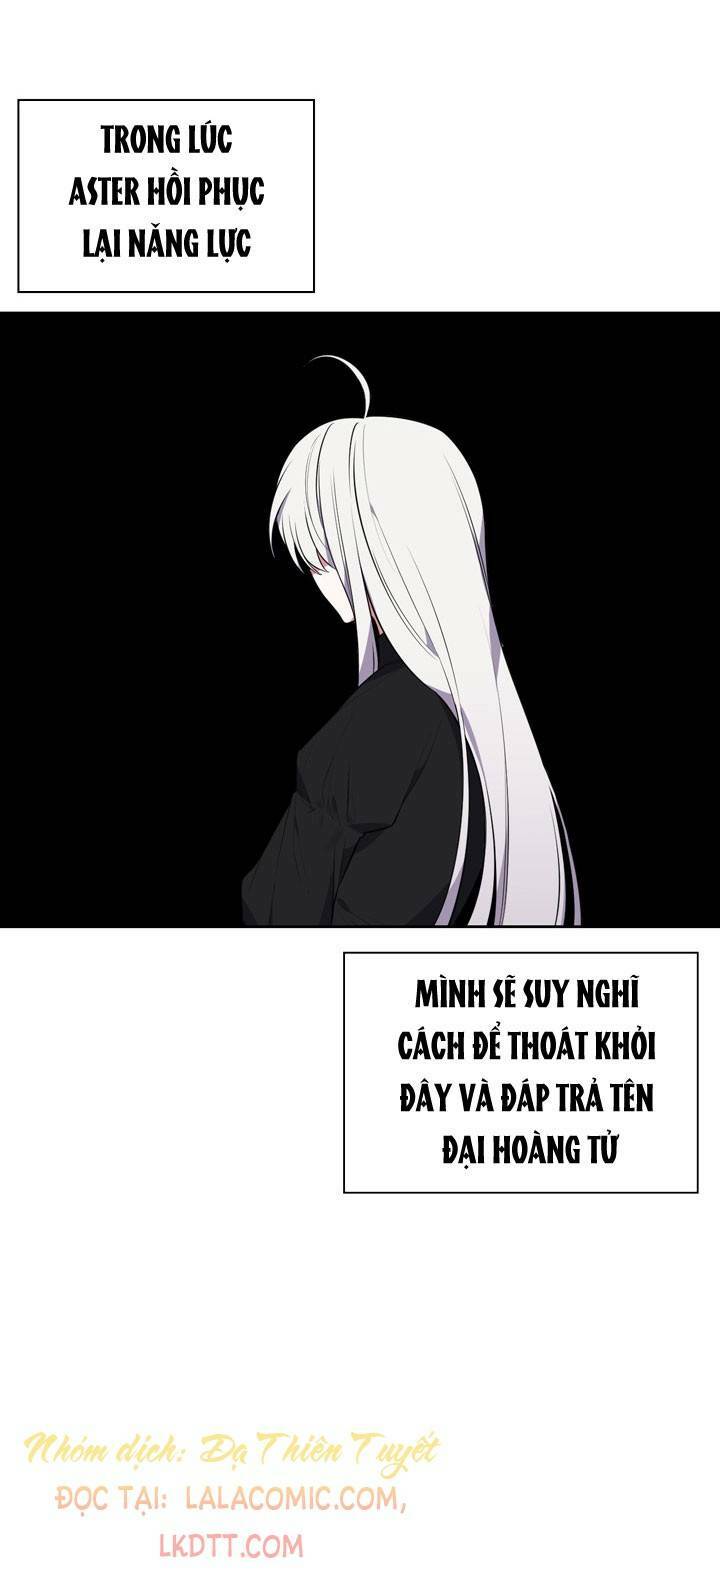 TRONG LÚC
ASTER HỒI PHỤC
LẠI NĂNG LỰC
MÌNH SẼ SUY NGHĨ
CÁCH ĐỂ THOÁT KHỎI
ĐÂY VÀ ĐÁP TRẢ TÊN
ĐẠI HOÀNG TỬ
Nhóm dịch: Dạ Thiên Tuyết
ĐỌC TẠI: LALACOMIC.COM,
LKDTT.COM